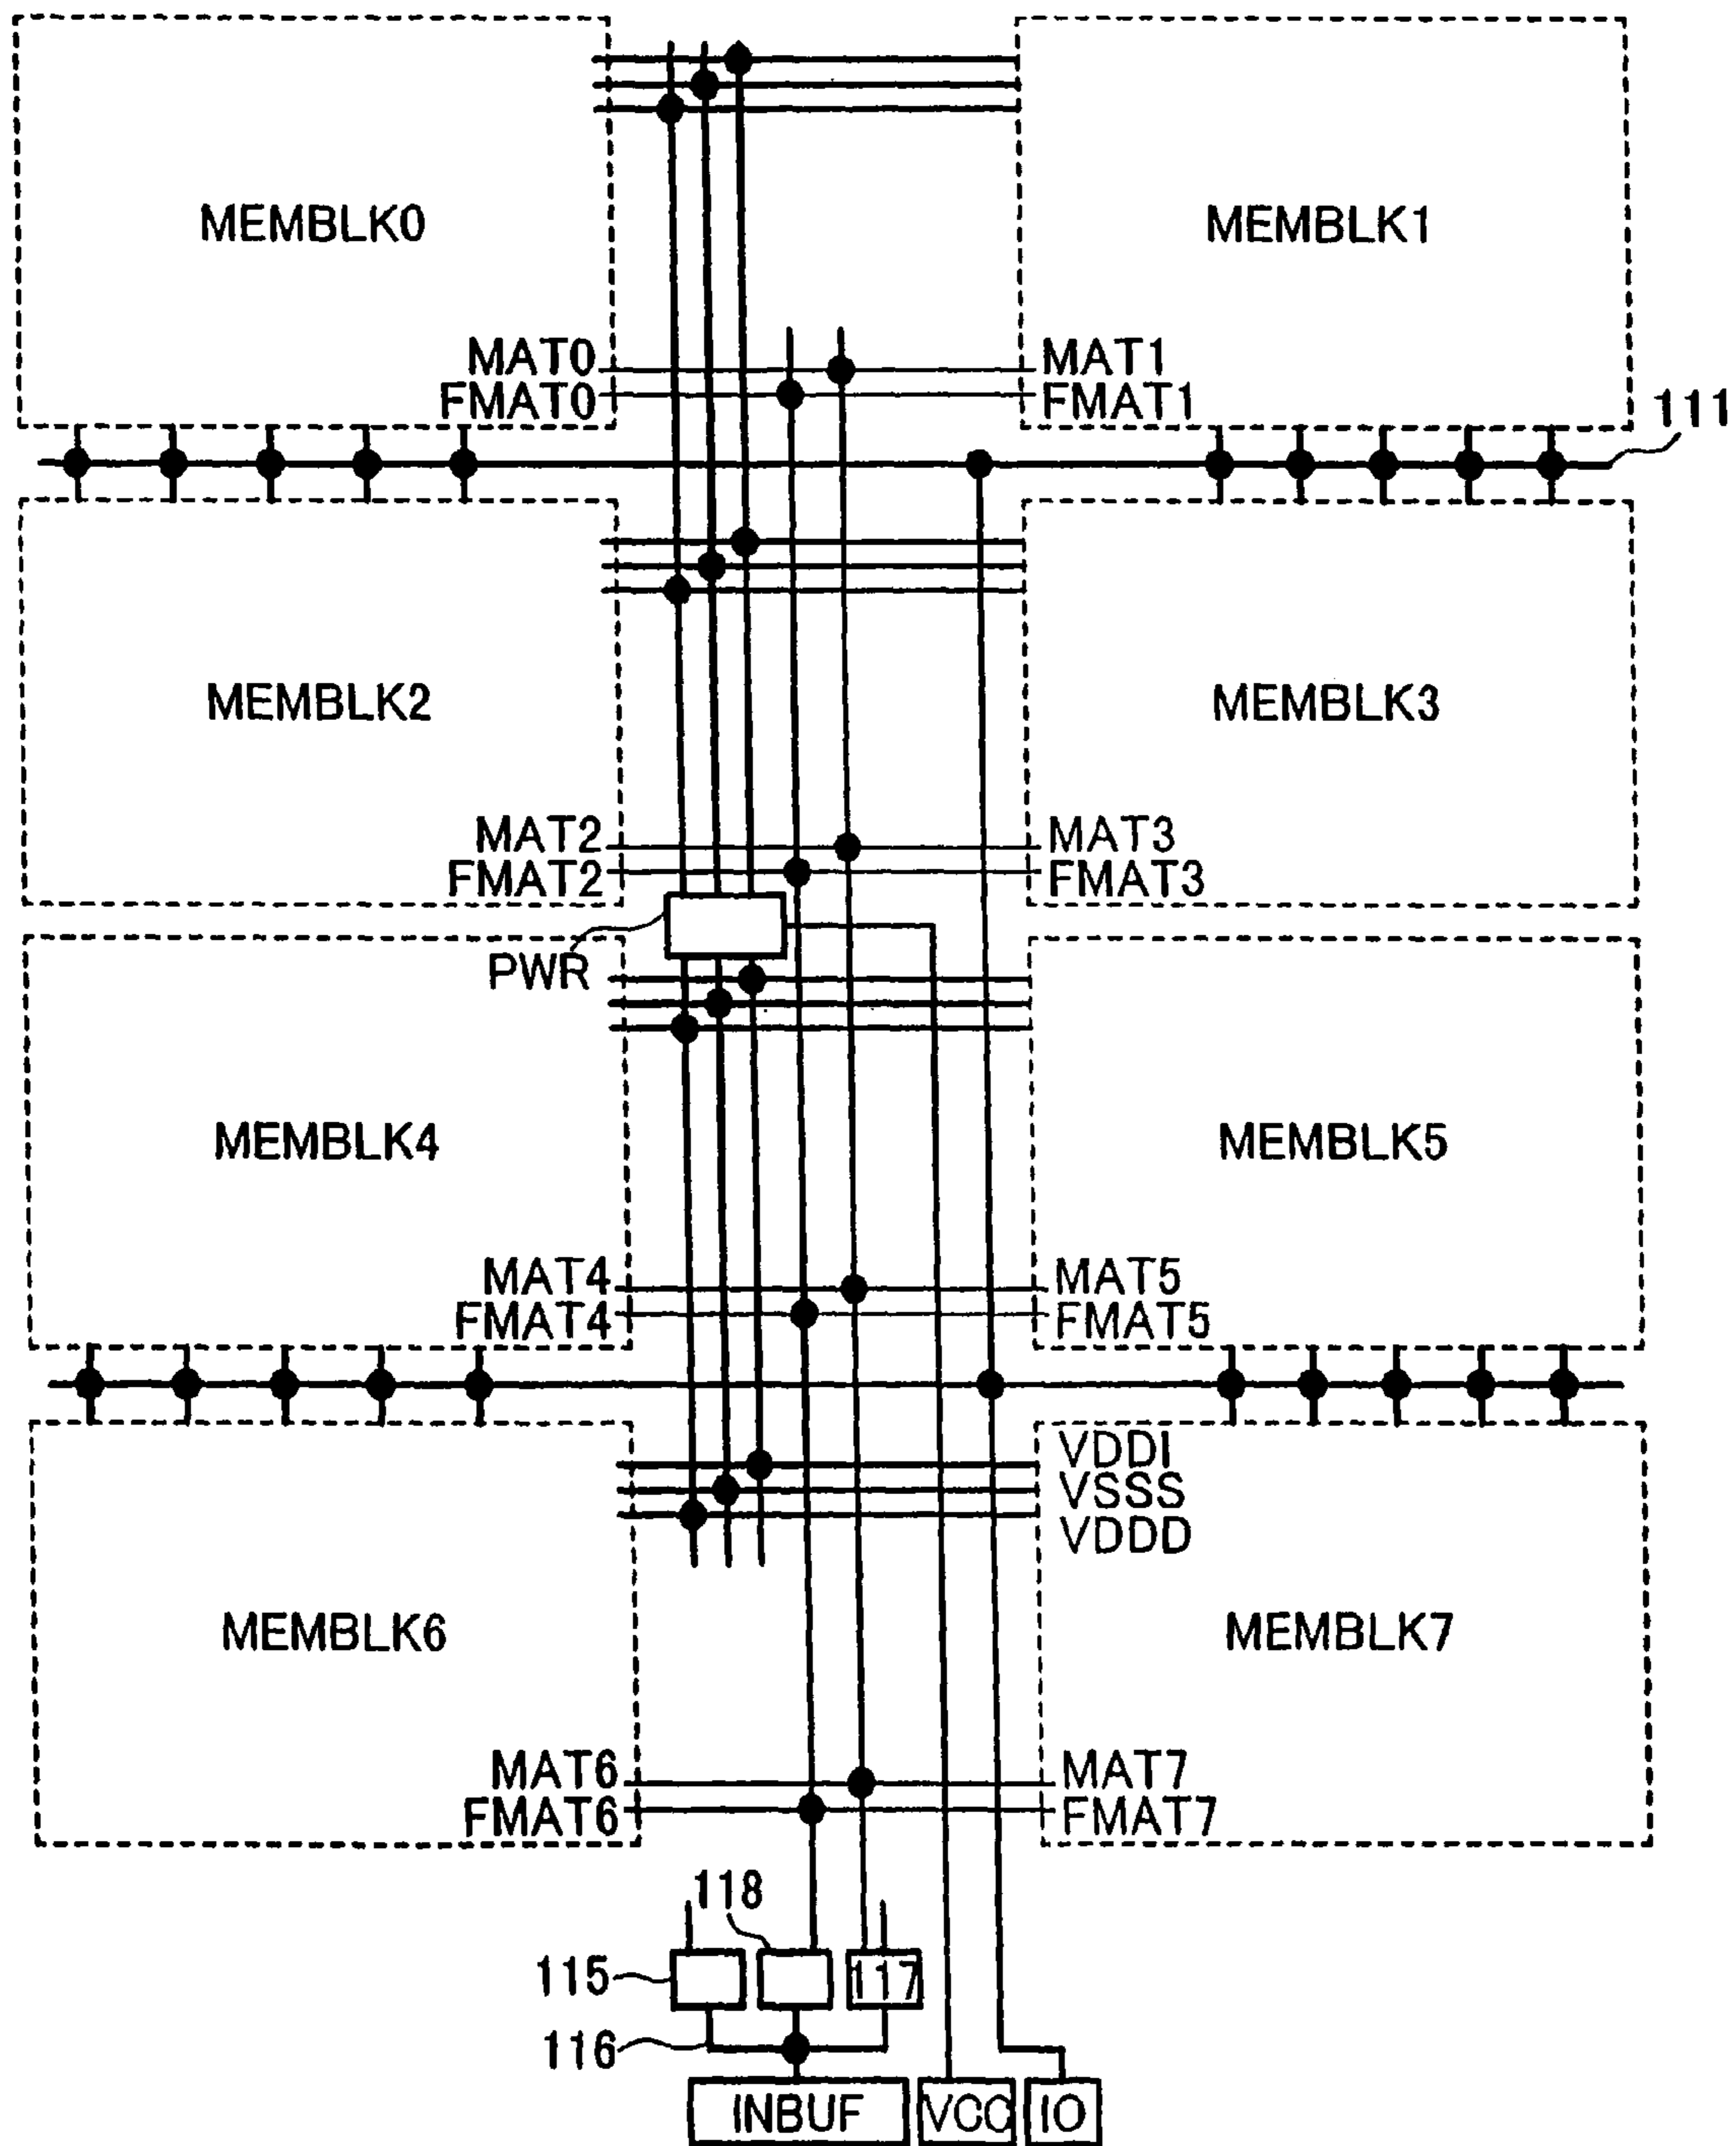 MEMBLK0
MEMBLK1
MAT0
MAT1
FMAT0
FMAT1
111
MEMBLK2
MEMBLK3
MAT2
MAT3
FMAT2
FMAT3
PWR
MEMBLK4
MEMBLK5
MAT4
MAT5
FMAT4
FMAT5
VDDI
VSSS
VDDD
MEMBLK6
MEMBLK7
MAT6
MAT7
FMAT6
FMAT7
118
115
117
116
INBUF
VCC
IO